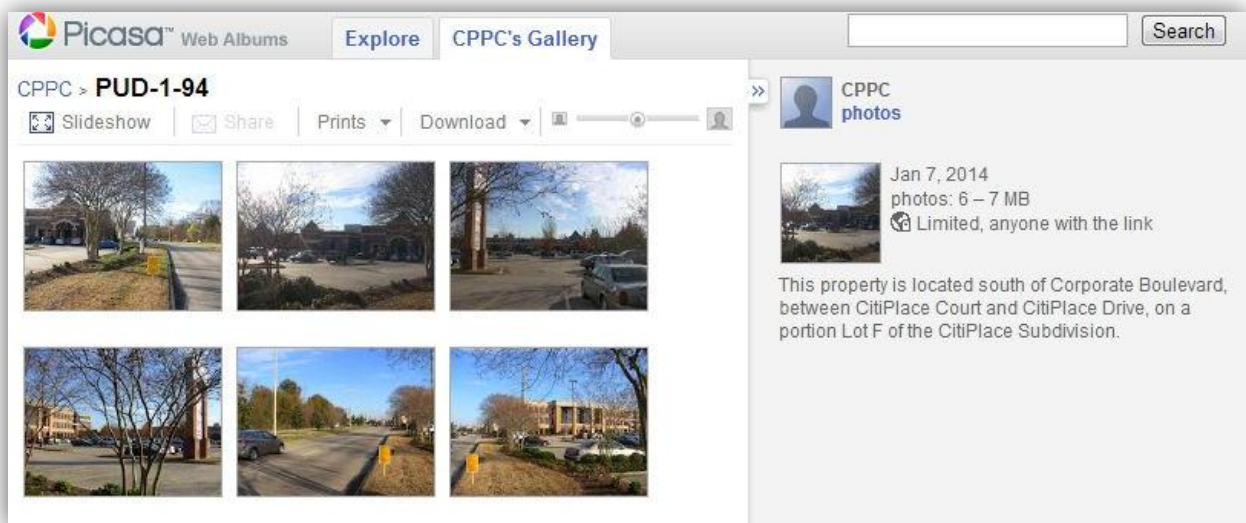 Picasa™ Web Albums Explore CPPC's Gallery Search
CPPC > PUD-1-94
Slideshow Share Prints Download
»
CPPC
photos
Jan 7, 2014
photos: 6 – 7 MB
Limited, anyone with the link
This property is located south of Corporate Boulevard,
between CitiPlace Court and CitiPlace Drive, on a
portion Lot F of the CitiPlace Subdivision.